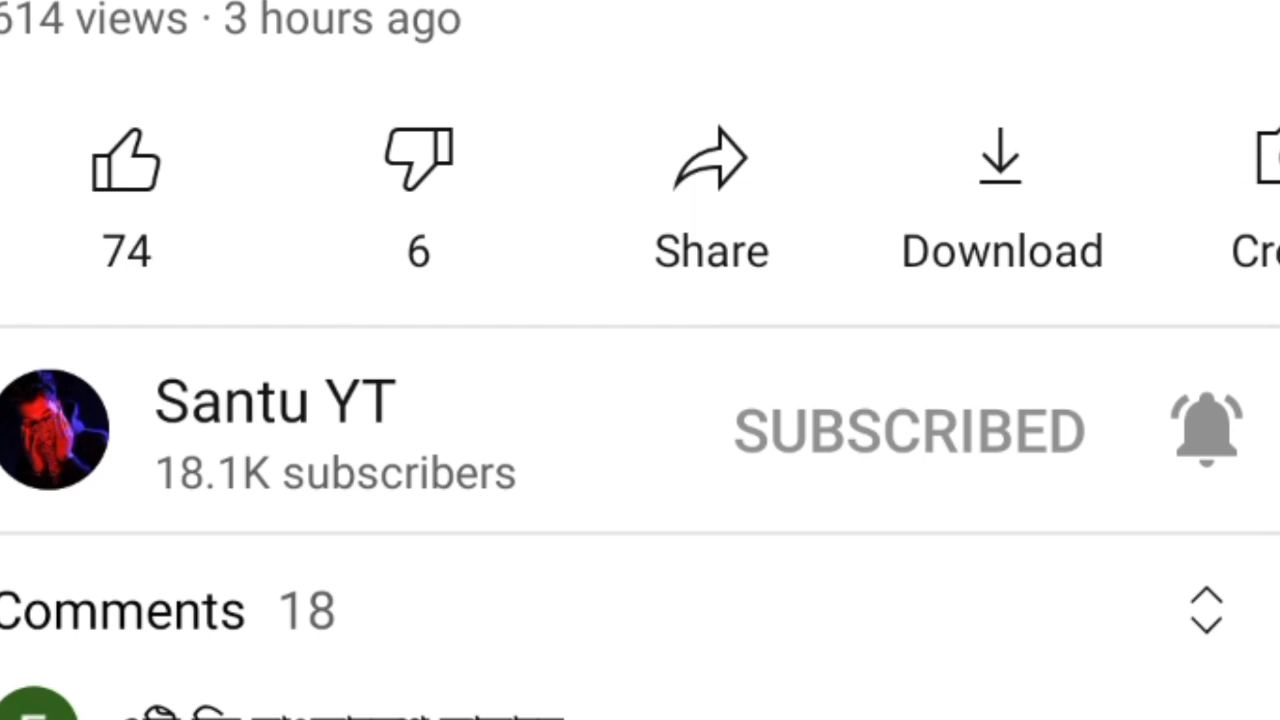 614 views · 3 hours ago
74
6
Share
Download
SUBSCRIBED
Santu YT
18.1K subscribers
Comments 18